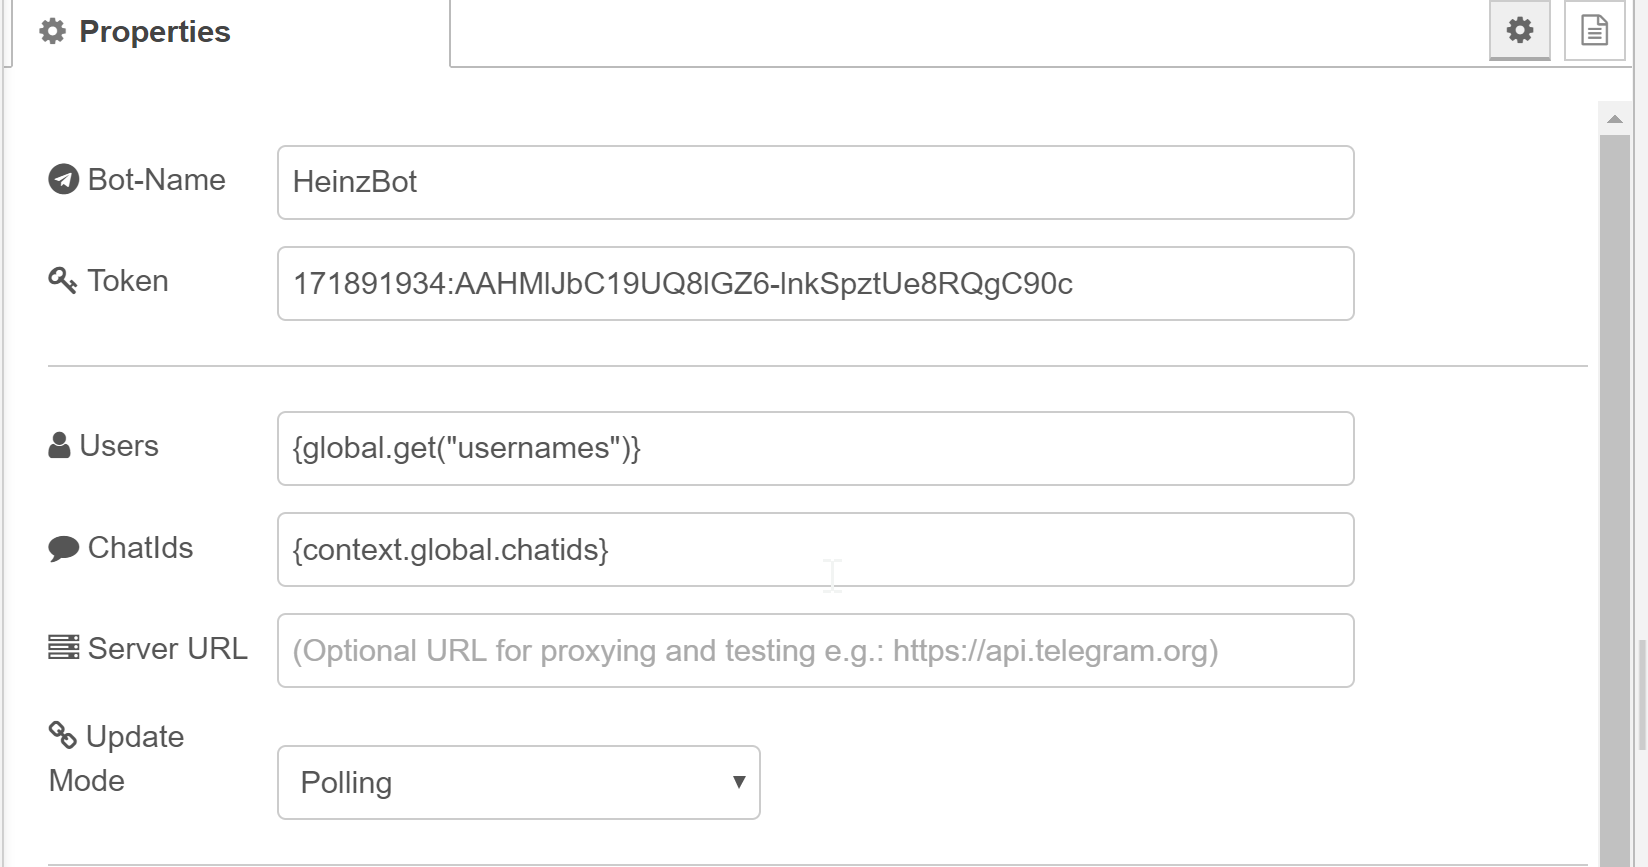 Properties
Bot-Name
HeinzBot
Token
171891934:AAHMlJbC19UQ8lGZ6-lnkSpztUe8RQgC90c
Users
{global.get("usernames")}
ChatIds
{context.global.chatids}
Server URL
(Optional URL for proxying and testing e.g.: https://api.telegram.org)
Update
Mode
Polling